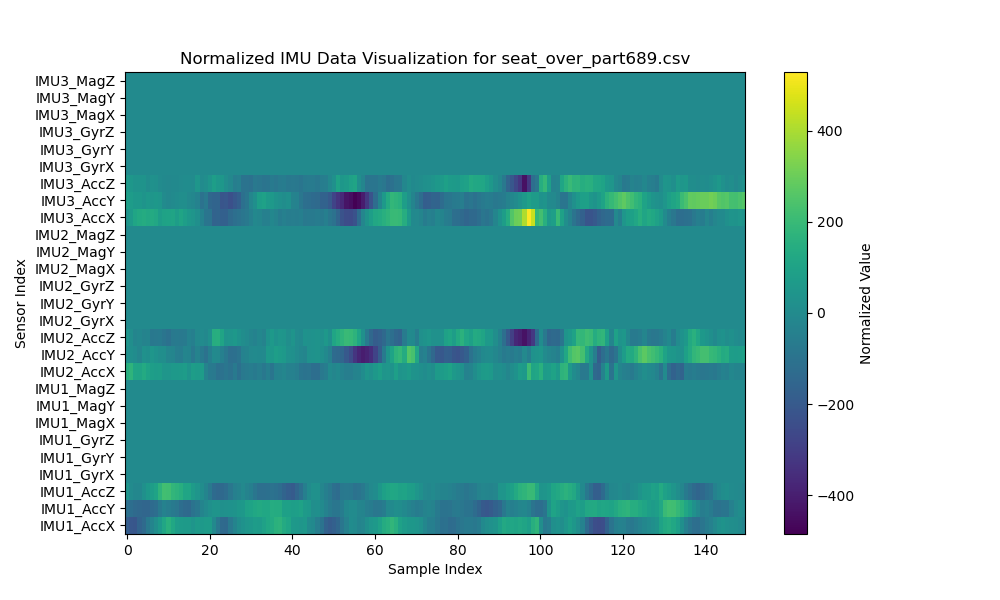 Normalized IMU Data Visualization for seat_over_part689.csv
IMU3_MagZ
IMU3_MagY
IMU3_MagX
IMU3_GyrZ
IMU3_GyrY
IMU3_GyrX
IMU3_AccZ
IMU3_AccY
IMU3_AccX
IMU2_MagZ
IMU2_MagY
IMU2_MagX
IMU2_GyrZ
IMU2_GyrY
IMU2_GyrX
IMU2_AccZ
IMU2_AccY
IMU2_AccX
IMU1_MagZ
IMU1_MagY
IMU1_MagX
IMU1_GyrZ
IMU1_GyrY
IMU1_GyrX
IMU1_AccZ
IMU1_AccY
IMU1_AccX
Sensor Index
0 20 40 60 80 100 120 140
Sample Index
400
200
0
−200
−400
Normalized Value